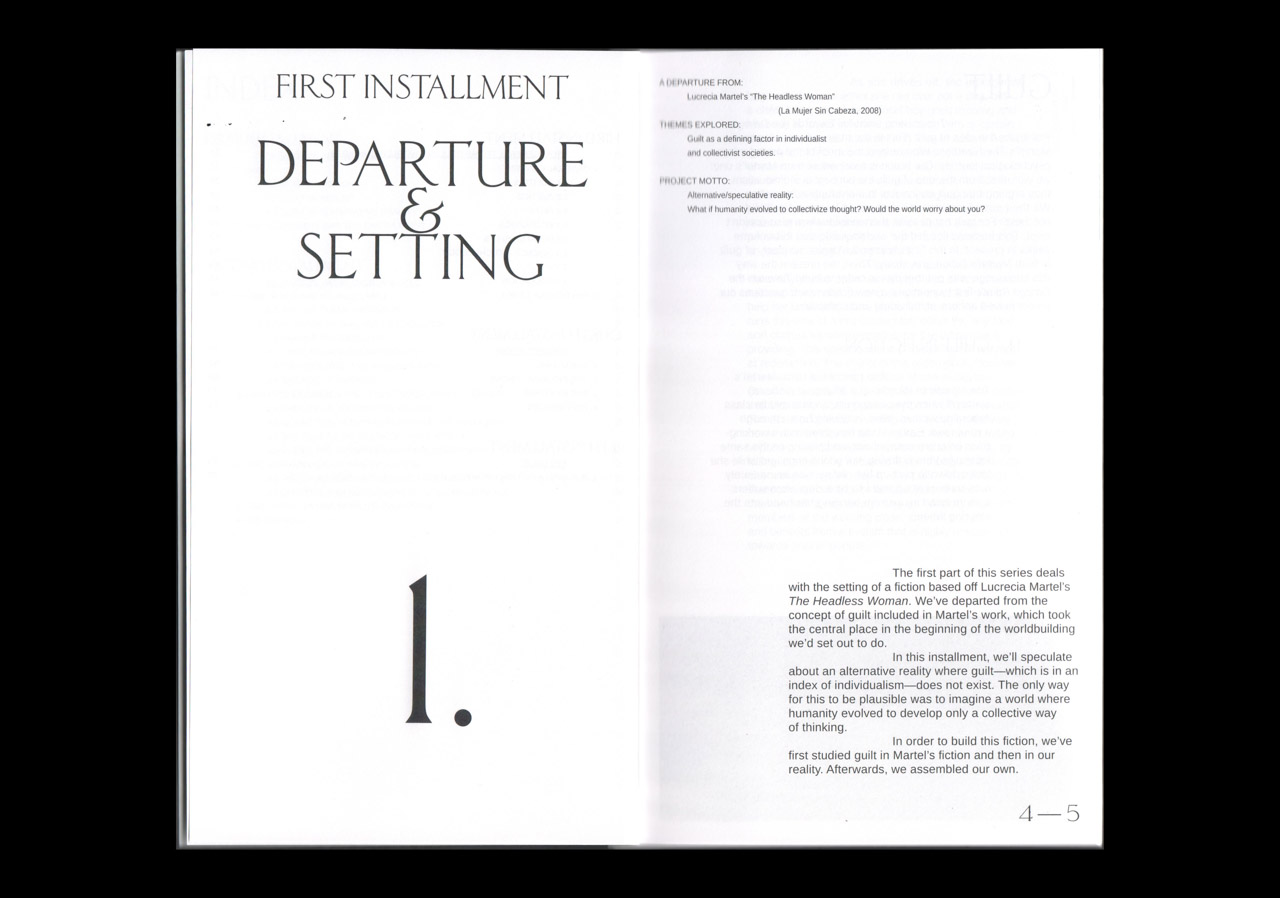 FIRST INSTALLMENT
DEPARTURE
&
SETTING
1.
A DEPARTURE FROM:
Lucrecia Martel's “The Headless Woman”
(La Mujer Sin Cabeza, 2008)
THEMES EXPLORED:
Guilt as a defining factor in individualist
and collectivist societies.
PROJECT MOTTO:
Alternative/speculative reality:
What if humanity evolved to collectivize thought? Would the world worry about you?
The first part of this series deals
with the setting of a fiction based off Lucrecia Martel’s
The Headless Woman. We’ve departed from the
concept of guilt included in Martel’s work, which took
the central place in the beginning of the worldbuilding
we’d set out to do.
In this installment, we’ll speculate
about an alternative reality where guilt—which is in an
index of individualism—does not exist. The only way
for this to be plausible was to imagine a world where
humanity evolved to develop only a collective way
of thinking.
In order to build this fiction, we’ve
first studied guilt in Martel’s fiction and then in our
reality. Afterwards, we assembled our own.
4 — 5